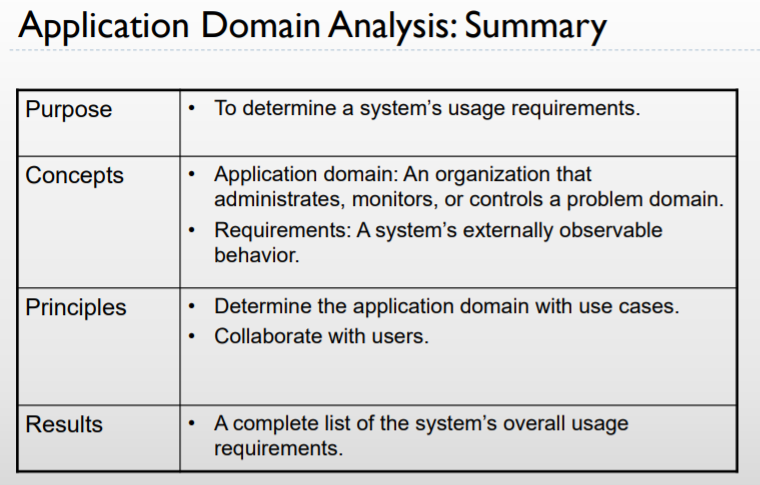 Application Domain Analysis: Summary
Purpose
• To determine a system's usage requirements.
Concepts
• Application domain: An organization that
administrates, monitors, or controls a problem domain.
• Requirements: A system's externally observable
behavior.
Principles
• Determine the application domain with use cases.
• Collaborate with users.
Results
• A complete list of the system's overall usage
requirements.